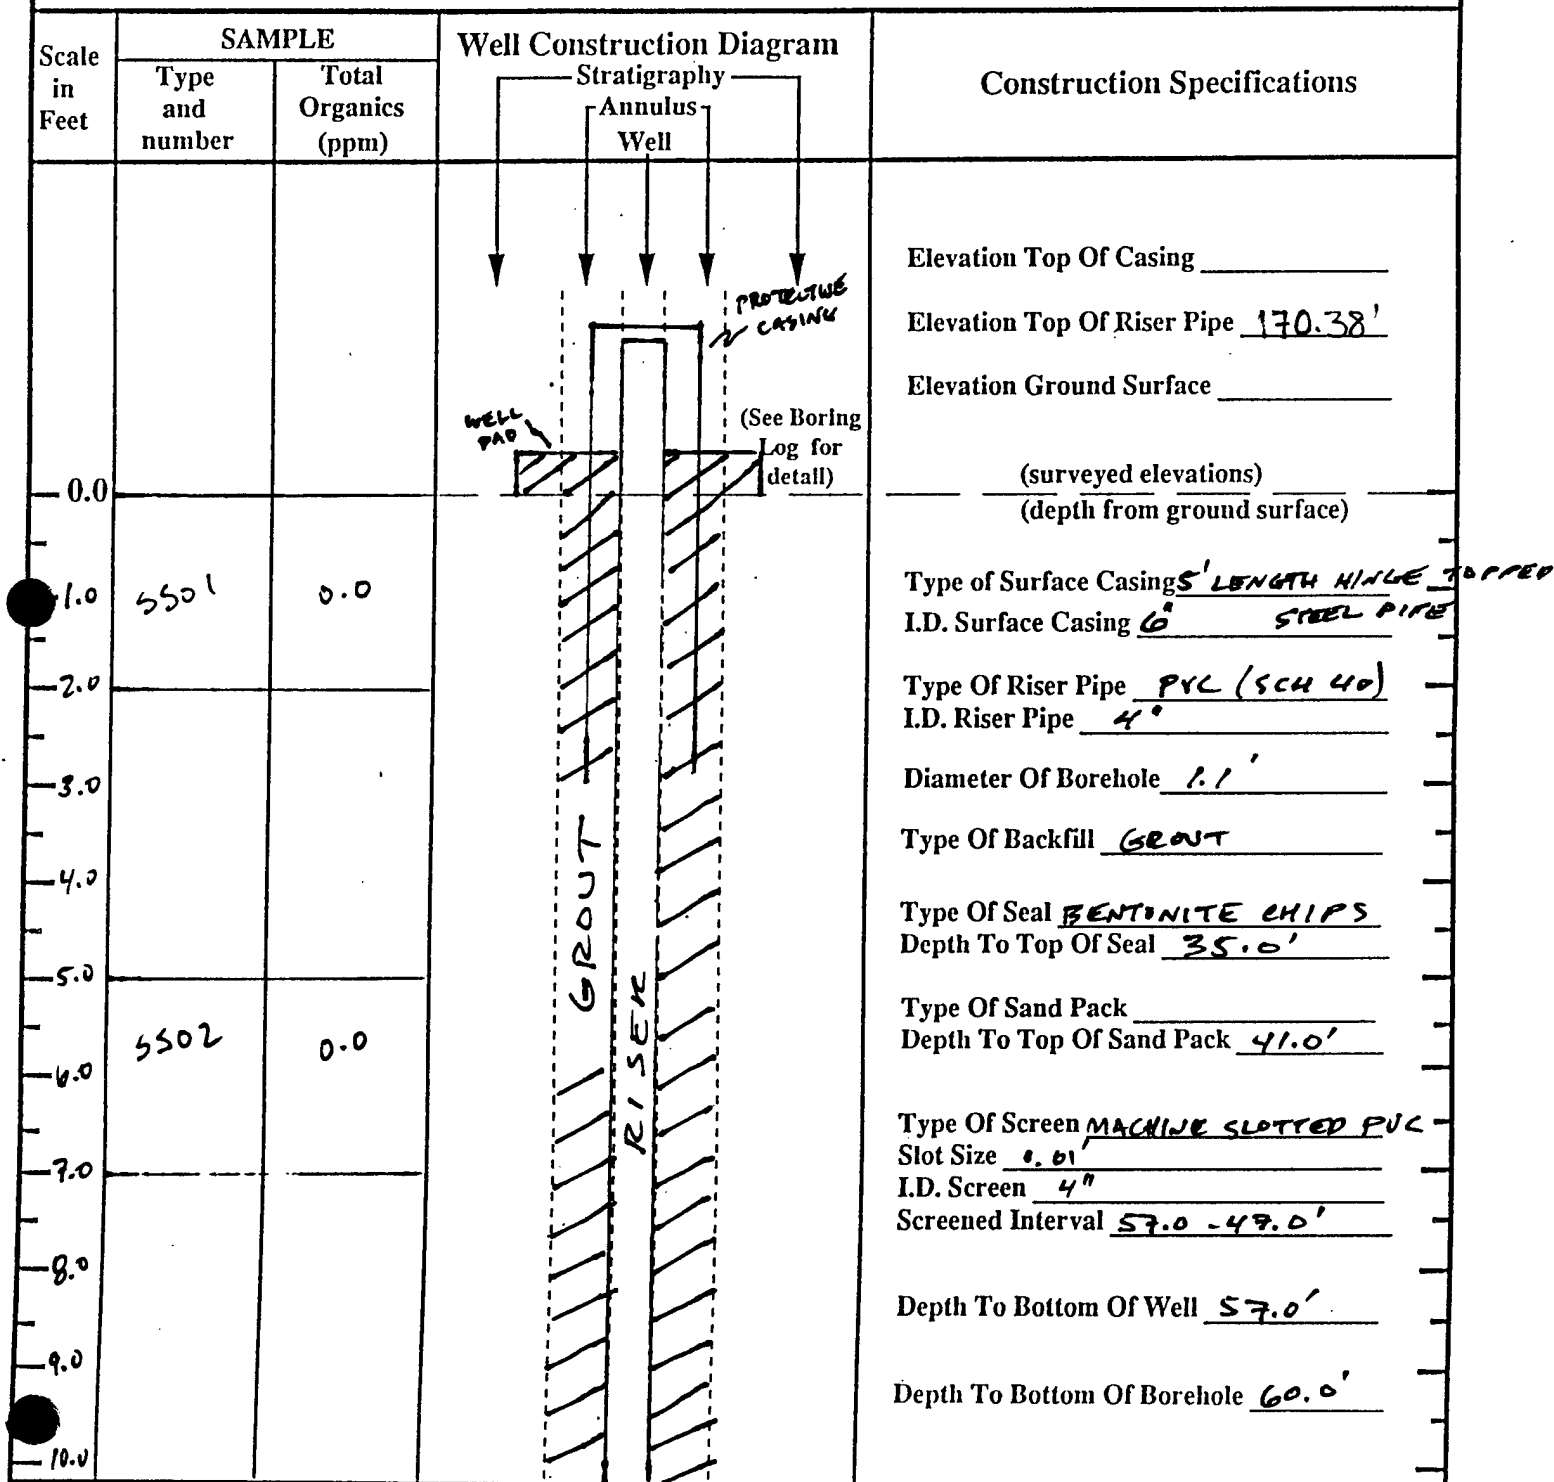 Scale
in
Feet
SAMPLE
Type
and
number
Total
Organics
(ppm)
Well Construction Diagram
Stratigraphy
Annulus
Well
Construction Specifications
PROTECTIVE
CASING
WELL
PAD
(See Boring
Log for
detail)
Elevation Top Of Casing
Elevation Top Of Riser Pipe 170.38'
Elevation Ground Surface
(surveyed elevations)
0.0
(depth from ground surface)
1.0
SS01
0.0
Type of Surface Casing 5' LENGTH HINGE TOPPED
STEEL PIPE
I.D. Surface Casing 6"
2.0
Type Of Riser Pipe PVC (SCH 40)
I.D. Riser Pipe 4"
3.0
Diameter Of Borehole 1.1'
Type Of Backfill GROUT
4.0
GROUT
RISER
Type Of Seal BENTONITE CHIPS
Depth To Top Of Seal 35.0'
5.0
Type Of Sand Pack
Depth To Top Of Sand Pack 41.0'
SS02
0.0
6.0
Type Of Screen MACHINE SLOTTED PVC
Slot Size 0.01'
7.0
I.D. Screen 4"
Screened Interval 57.0 - 47.0'
8.0
Depth To Bottom Of Well 57.0'
9.0
Depth To Bottom Of Borehole 60.0'
10.0